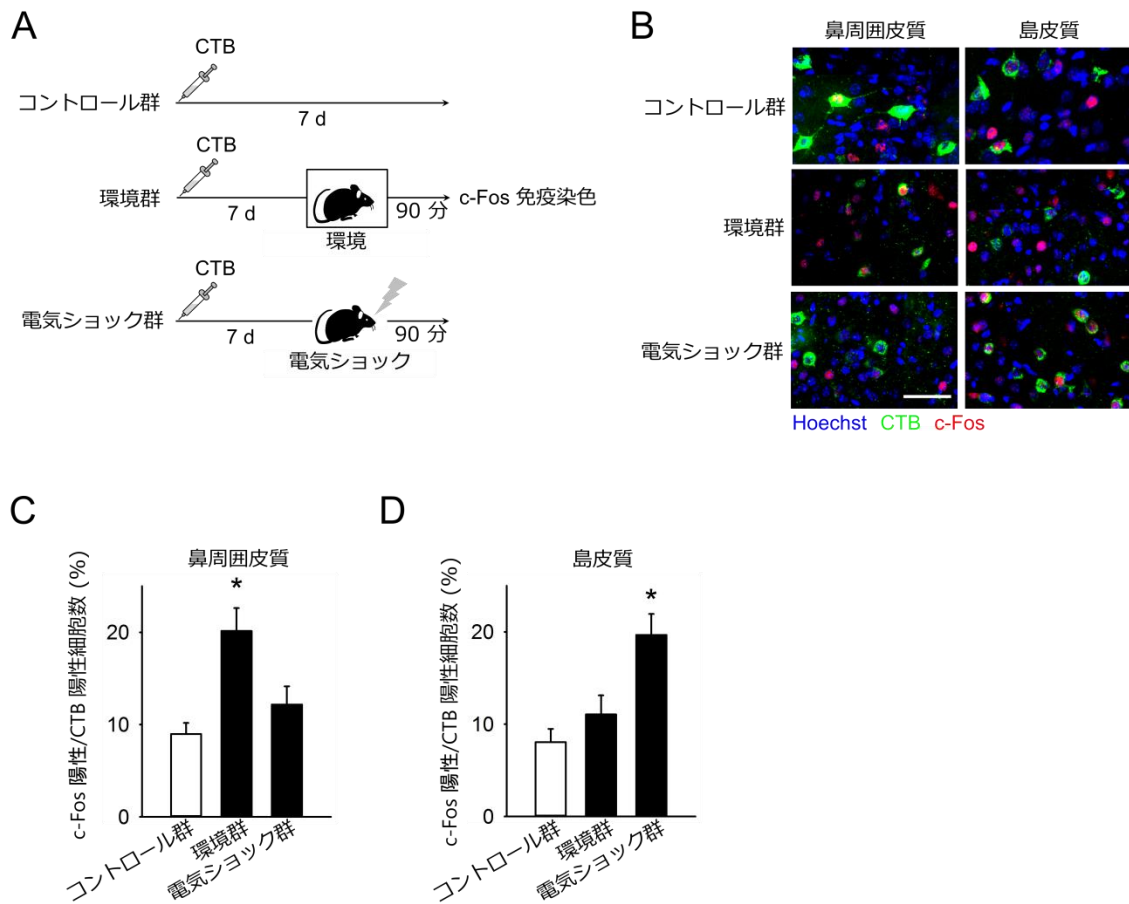 A
CTB
コントロール群
7 d
CTB
環境群
7 d
90 分
c-Fos 免疫染色
環境
CTB
電気ショック群
7 d
90 分
電気ショック
B
鼻周囲皮質
島皮質
コントロール群
環境群
電気ショック群
Hoechst CTB c-Fos
C
鼻周囲皮質
c-Fos 陽性/CTB 陽性細胞数 (%)
*
20
10
0
コントロール群
環境群
電気ショック群
D
島皮質
c-Fos 陽性/CTB 陽性細胞数 (%)
*
20
10
0
コントロール群
環境群
電気ショック群